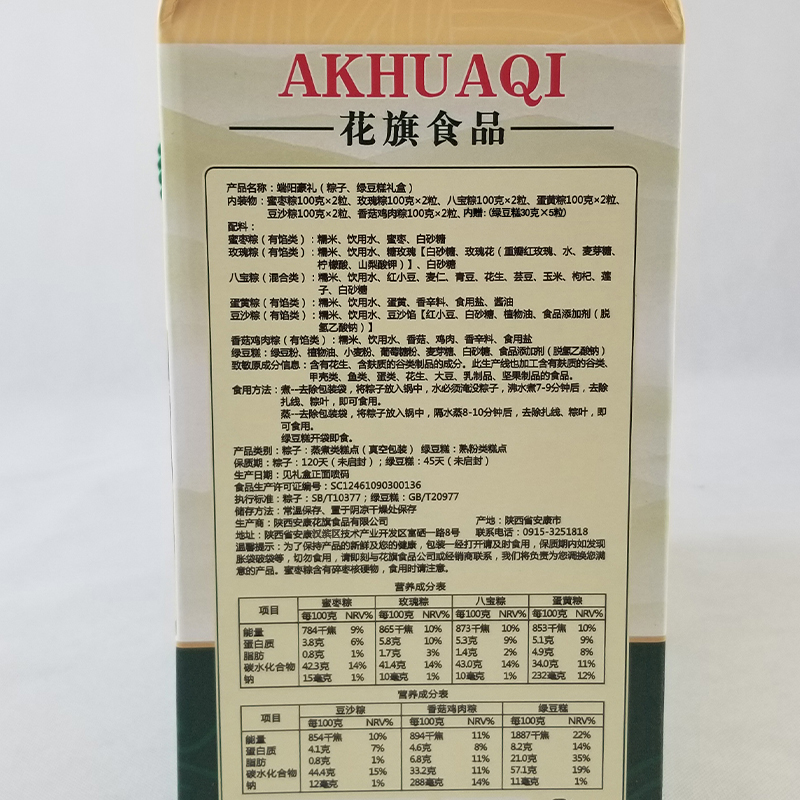 AKHUAQI
花旗食品
产品名称：端阳豪礼（粽子、绿豆糕礼盒）
内装物：蜜枣粽100克×2粒、玫瑰粽100克×2粒、八宝粽100克×2粒、蛋黄粽100克×2粒、
豆沙粽100克×2粒、香菇鸡肉粽100克×2粒、内赠:（绿豆糕30克×5粒）
配料：
蜜枣粽（有馅类）：糯米、饮用水、蜜枣、白砂糖
玫瑰粽（有馅类）：糯米、饮用水、糖玫瑰【白砂糖、玫瑰花（重瓣红玫瑰、水、麦芽糖、
柠檬酸、山梨酸钾）】、白砂糖
八宝粽（混合类）：糯米、饮用水、红小豆、麦仁、青豆、花生、芸豆、玉米、枸杞、莲
子、白砂糖
蛋黄粽（有馅类）：糯米、饮用水、蛋黄、香辛料、食用盐、酱油
豆沙粽（有馅类）：糯米、饮用水、豆沙馅【红小豆、白砂糖、植物油、食品添加剂（脱
氢乙酸钠）】
香菇鸡肉粽（有馅类）：糯米、饮用水、香菇、鸡肉、香辛料、食用盐
绿豆糕：绿豆粉、植物油、小麦粉、葡萄糖粉、麦芽糖、白砂糖、食品添加剂（脱氢乙酸钠）
致敏原成分信息：含有花生、含麸质的谷类制品的成分。此生产线也加工含有麸质的谷类、
甲壳类、鱼类、蛋类、花生、大豆、乳制品、坚果制品的食品。
食用方法：煮--去除包装袋，将粽子放入锅中，水必须淹没粽子，沸水煮7-9分钟后，去除
扎线、粽叶，即可食用。
蒸--去除包装袋，将粽子放入锅中，隔水蒸8-10分钟后，去除扎线、粽叶，即
可食用。
绿豆糕开袋即食。
产品类别：粽子：蒸煮类糕点（真空包装） 绿豆糕：熟粉类糕点
保质期：粽子：120天（未启封）；绿豆糕：45天（未启封）
生产日期：见礼盒正面喷码
食品生产许可证编号：SC12461090300136
执行标准：粽子：SB/T10377；绿豆糕：GB/T20977
储存方法：常温保存、置于阴凉干燥处保存
生产商：陕西安康花旗食品有限公司 产地：陕西省安康市
地址：陕西省安康汉滨区技术产业开发区富硒一路8号 联系电话：0915-3251818
温馨提示：为了保持产品的新鲜及您的健康，包装一经打开请及时食用，保质期内如发现
胀袋破袋等，切勿食用，请即刻与花旗食品公司或经销商联系，我们将负责为您调换您满
意的产品。蜜枣粽含有碎枣核硬物，食用时请注意。
营养成分表
项目 蜜枣粽 玫瑰粽 八宝粽 蛋黄粽
每100克 NRV% 每100克 NRV% 每100克 NRV% 每100克 NRV%
能量 784千焦 9% 865千焦 10% 873千焦 10% 853千焦 10%
蛋白质 3.8克 6% 5.8克 10% 5.3克 9% 5.1克 9%
脂肪 0.8克 1% 1.7克 3% 1.4克 2% 4.9克 8%
碳水化合物 42.3克 14% 41.4克 14% 43.0克 14% 34.0克 11%
钠 15毫克 1% 10毫克 1% 10毫克 1% 232毫克 12%
营养成分表
项目 豆沙粽 香菇鸡肉粽 绿豆糕
每100克 NRV% 每100克 NRV% 每100克 NRV%
能量 854千焦 10% 894千焦 11% 1887千焦 22%
蛋白质 4.1克 7% 4.6克 8% 8.2克 14%
脂肪 0.8克 1% 6.8克 11% 21.0克 35%
碳水化合物 44.4克 15% 33.2克 11% 57.1克 19%
钠 12毫克 1% 288毫克 14% 11毫克 1%